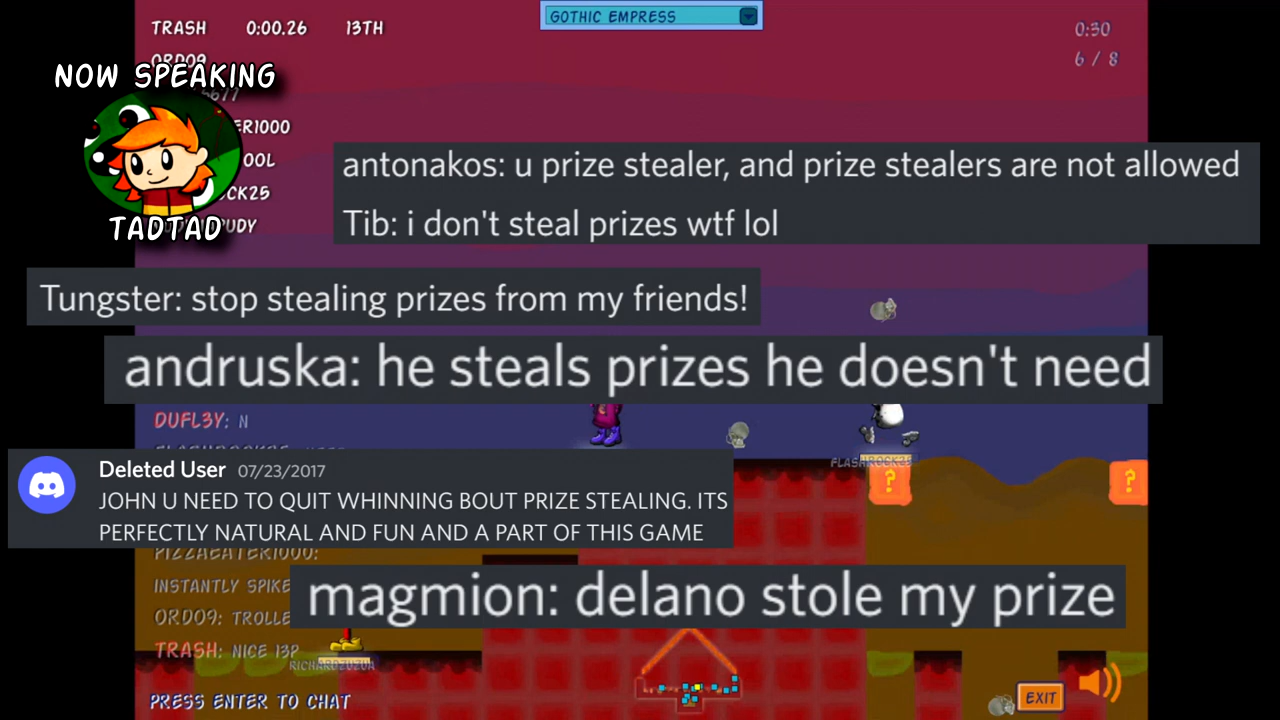 TRASH 0:00.26 13TH
GOTHIC EMPRESS
0:30
ORD09
6 / 8
NOW SPEAKING
TADTAD
antonakos: u prize stealer, and prize stealers are not allowed
Tib: i don't steal prizes wtf lol
Tungster: stop stealing prizes from my friends!
andruska: he steals prizes he doesn't need
DUFL3Y: N
FLASHROCK25
? ?
Deleted User 07/23/2017
JOHN U NEED TO QUIT WHINNING BOUT PRIZE STEALING. ITS
PERFECTLY NATURAL AND FUN AND A PART OF THIS GAME
PIZZAEATER1000:
INSTANTLY SPIKE
magmion: delano stole my prize
ORD09: TROLLE
TRASH: NICE 13P
RICHARDZUZUA
PRESS ENTER TO CHAT
EXIT